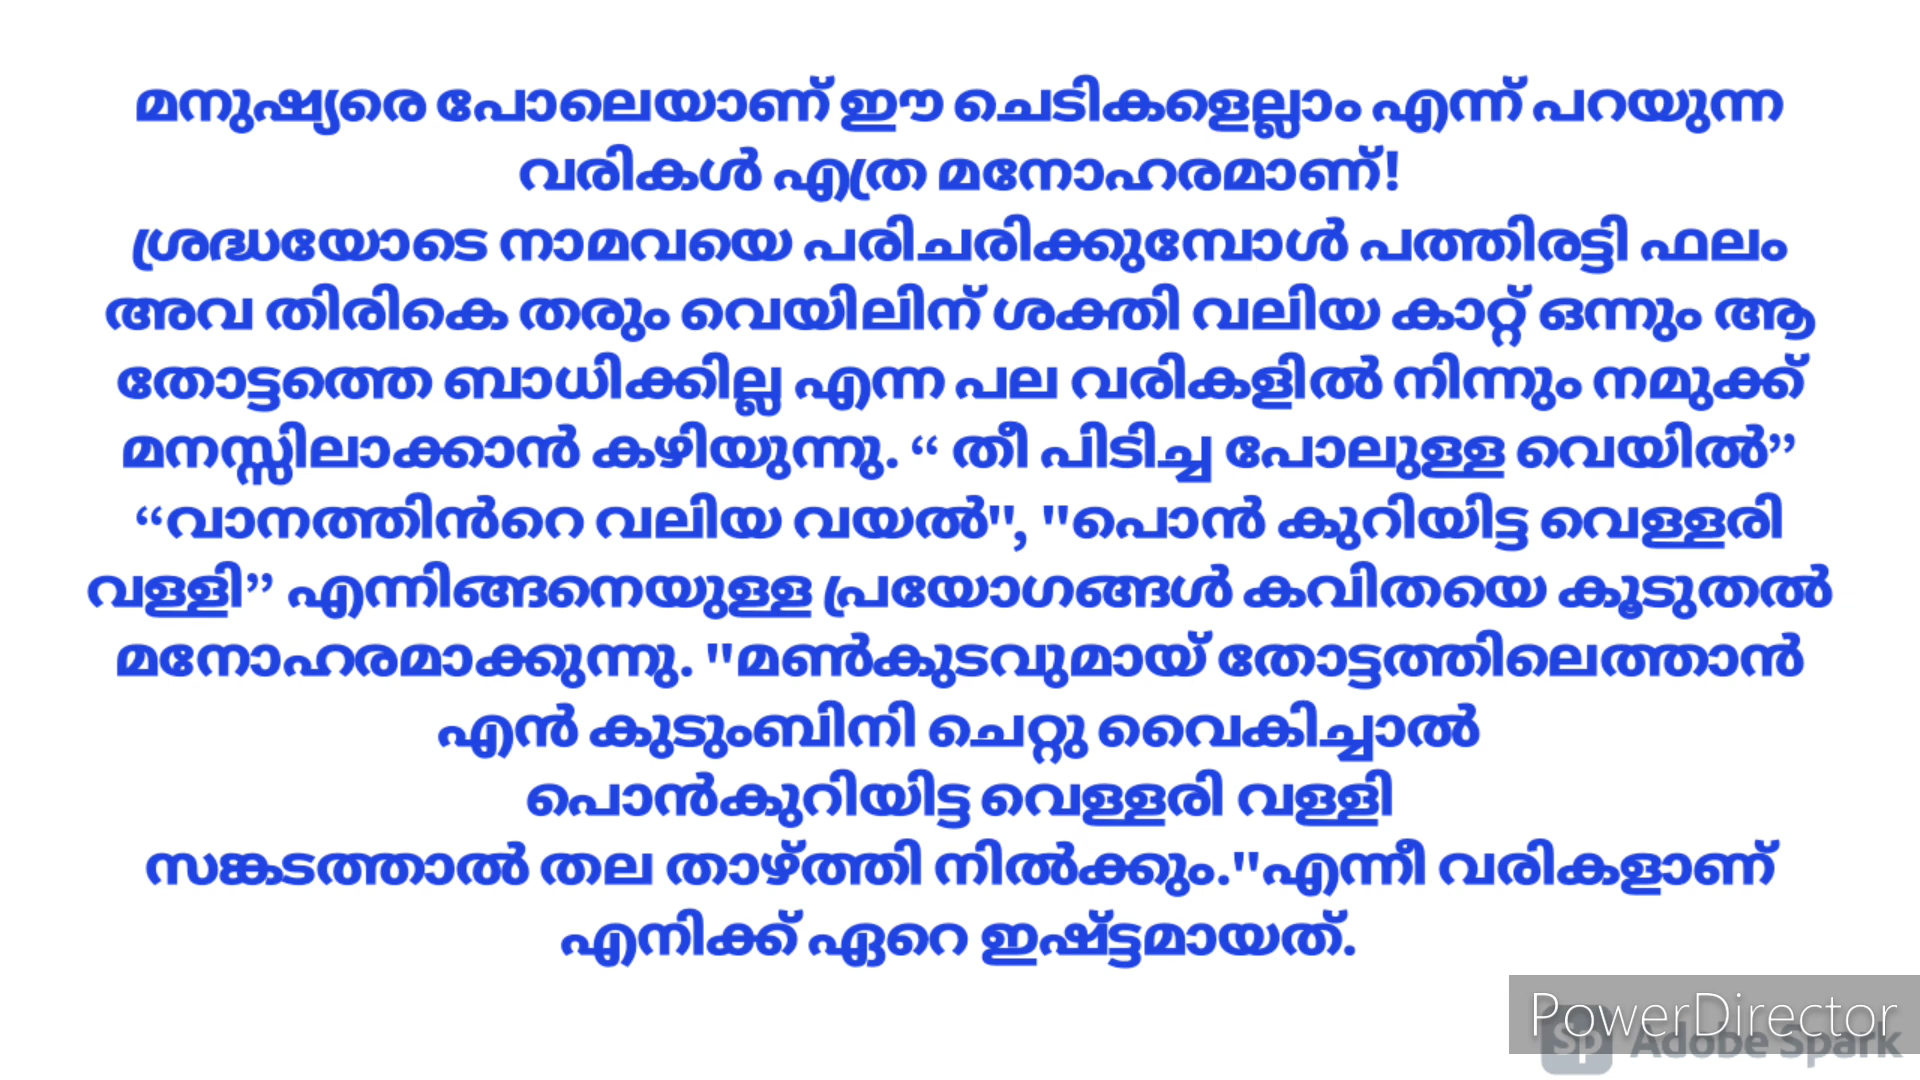 മനുഷ്യരെ പോലെയാണ് ഈ ചെടികളെല്ലാം എന്ന് പറയുന്ന
വരികൾ എത്ര മനോഹരമാണ്!
ശ്രദ്ധയോടെ നാമവയെ പരിചരിക്കുമ്പോൾ പത്തിരട്ടി ഫലം
അവ തിരികെ തരും വെയിലിന് ശക്തി വലിയ കാറ്റ് ഒന്നും ആ
തോട്ടത്തെ ബാധിക്കില്ല എന്ന പല വരികളിൽ നിന്നും നമുക്ക്
മനസ്സിലാക്കാൻ കഴിയുന്നു. “ തീ പിടിച്ച പോലുള്ള വെയിൽ”
“വാനത്തിൻറെ വലിയ വയൽ", "പൊൻ കുറിയിട്ട വെള്ളരി
വള്ളി” എന്നിങ്ങനെയുള്ള പ്രയോഗങ്ങൾ കവിതയെ കൂടുതൽ
മനോഹരമാക്കുന്നു. "മൺകുടവുമായ് തോട്ടത്തിലെത്താൻ
എൻ കുടുംബിനി ചെറ്റു വൈകിച്ചാൽ
പൊൻകുറിയിട്ട വെള്ളരി വള്ളി
സങ്കടത്താൽ തല താഴ്ത്തി നിൽക്കും."എന്നീ വരികളാണ്
എനിക്ക് ഏറെ ഇഷ്ട്ടമായത്.
PowerDirector
Sp Adobe Spark